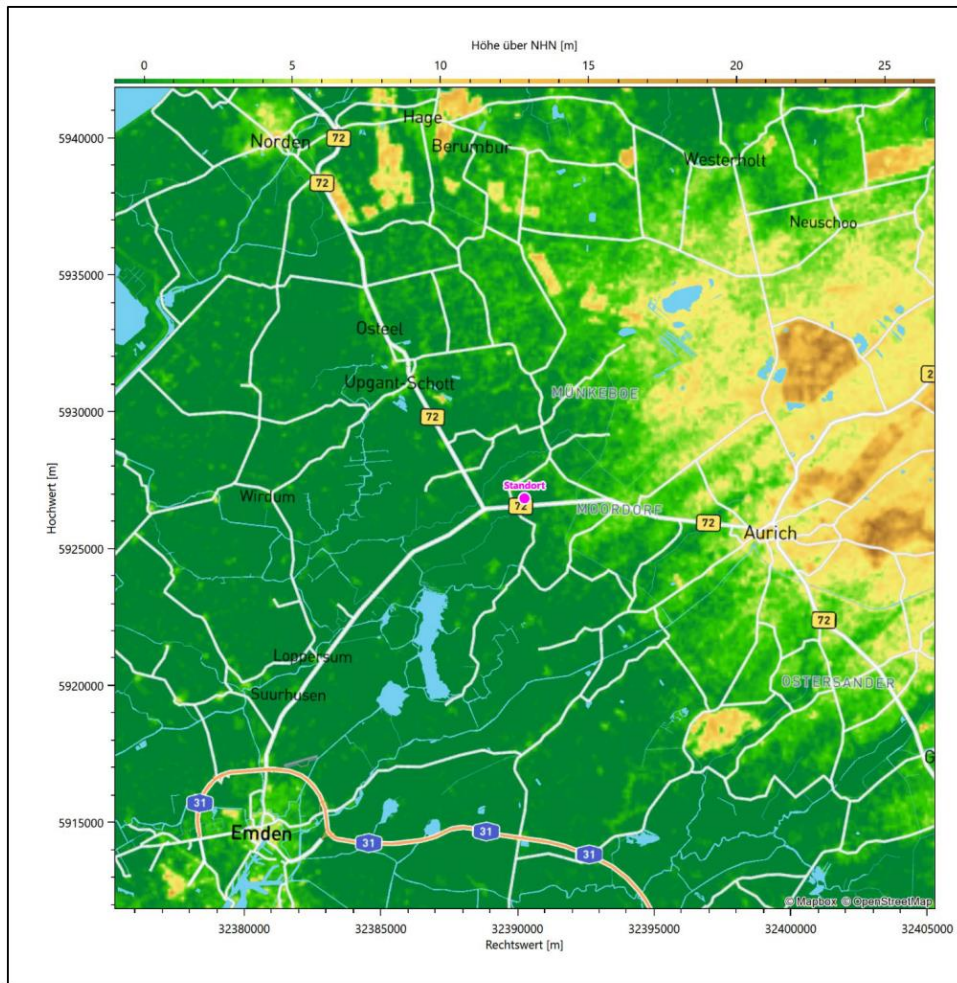 Höhe über NHN [m]
0 5 10 15 20 25
5940000
Hage
72
Norden
Berumbur
Westerholt
72
Neuschoo
5935000
Osteel
Upgant-Schott
2
MÜNKEBOE
5930000
72
Hochwert [m]
Wirdum
Standort
72
MOORDORF
72
Aurich
5925000
72
Loppersum
5920000
Suurhusen
OSTERSANDER
G
31
5915000
Emden
31
31
31
© Mapbox © OpenStreetMap
32380000 32385000 32390000 32395000 32400000 32405000
Rechtswert [m]